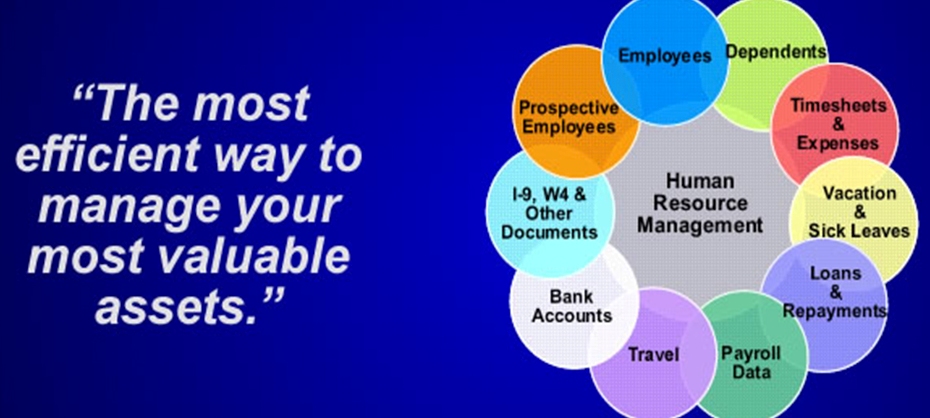 “The most
efficient way to
manage your
most valuable
assets.”
Employees
Dependents
Timesheets
&
Expenses
Vacation
&
Sick Leaves
Loans
&
Repayments
Payroll
Data
Travel
Bank
Accounts
I-9, W4 &
Other
Documents
Prospective
Employees
Human
Resource
Management